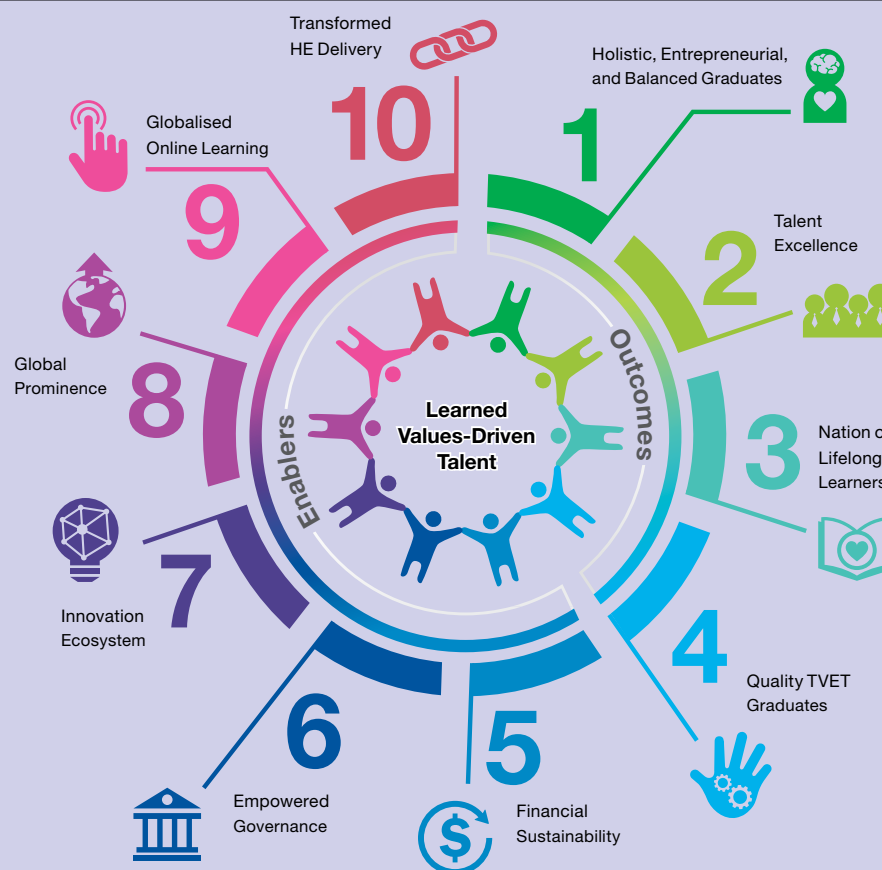 Transformed
HE Delivery
10
Holistic, Entrepreneurial,
and Balanced Graduates
1
Talent
Excellence
2
Nation
Lifelong
Learners
3
Quality TVET
Graduates
4
Financial
Sustainability
5
Empowered
Governance
6
Innovation
Ecosystem
7
Global
Prominence
8
Globalised
Online Learning
9
Outcomes
Enablers
Learned
Values-Driven
Talent
$